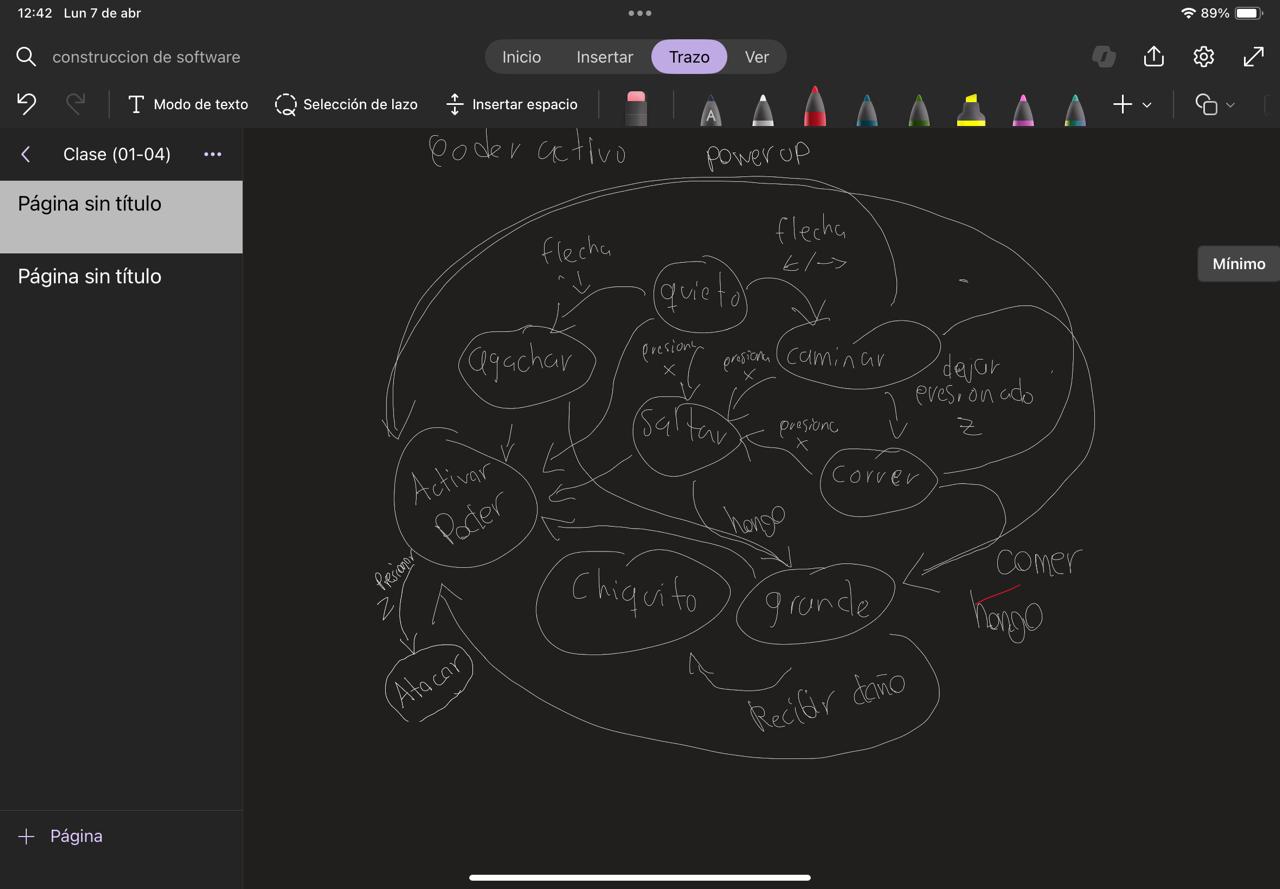 12:42 Lun 7 de abr
89%
construccion de software
Inicio Insertar Trazo Ver
Modo de texto Selección de lazo Insertar espacio
A
Clase (01-04)
Página sin título
Página sin título
Página
Mínimo
Poder activo
power up
flecha
flecha
quieto
agachar
presiona
x
presiona
x
caminar
dejar
presionado
z
saltar
presiona
x
correr
Activar
Poder
hongo
comer
hongo
Presionar
z
Chiquito
grande
Atacar
Recibir daño